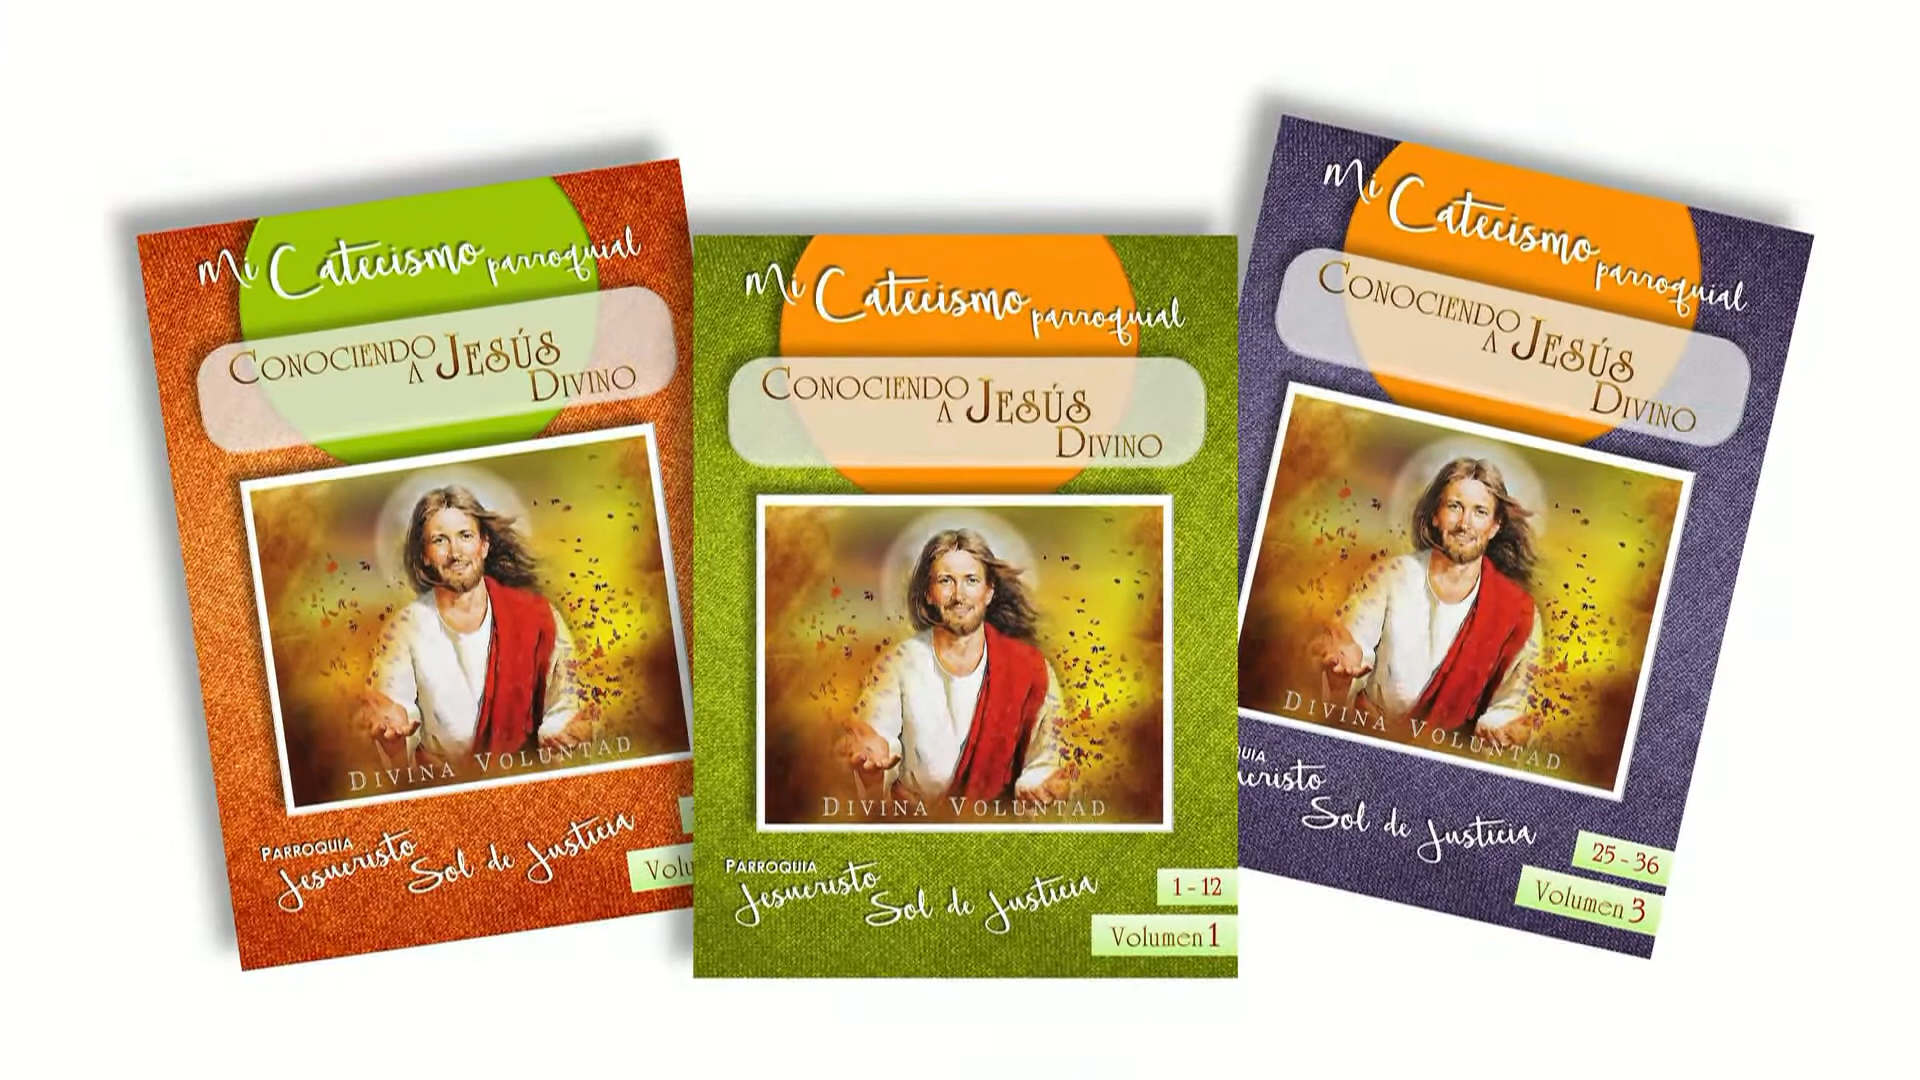 Mi Catecismo parroquial
CONOCIENDO
A JESÚS
DIVINO
DIVINA VOLUNTAD
PARROQUIA
Jesucristo
Sol de Justicia
Mi Catecismo parroquial
CONOCIENDO
A JESÚS
DIVINO
DIVINA VOLUNTAD
PARROQUIA
Jesucristo
Sol de Justicia
1 - 12
Volumen 1
Mi Catecismo parroquial
CONOCIENDO
A JESÚS
DIVINO
DIVINA VOLUNTAD
Sol de Justicia
25 - 36
Volumen 3